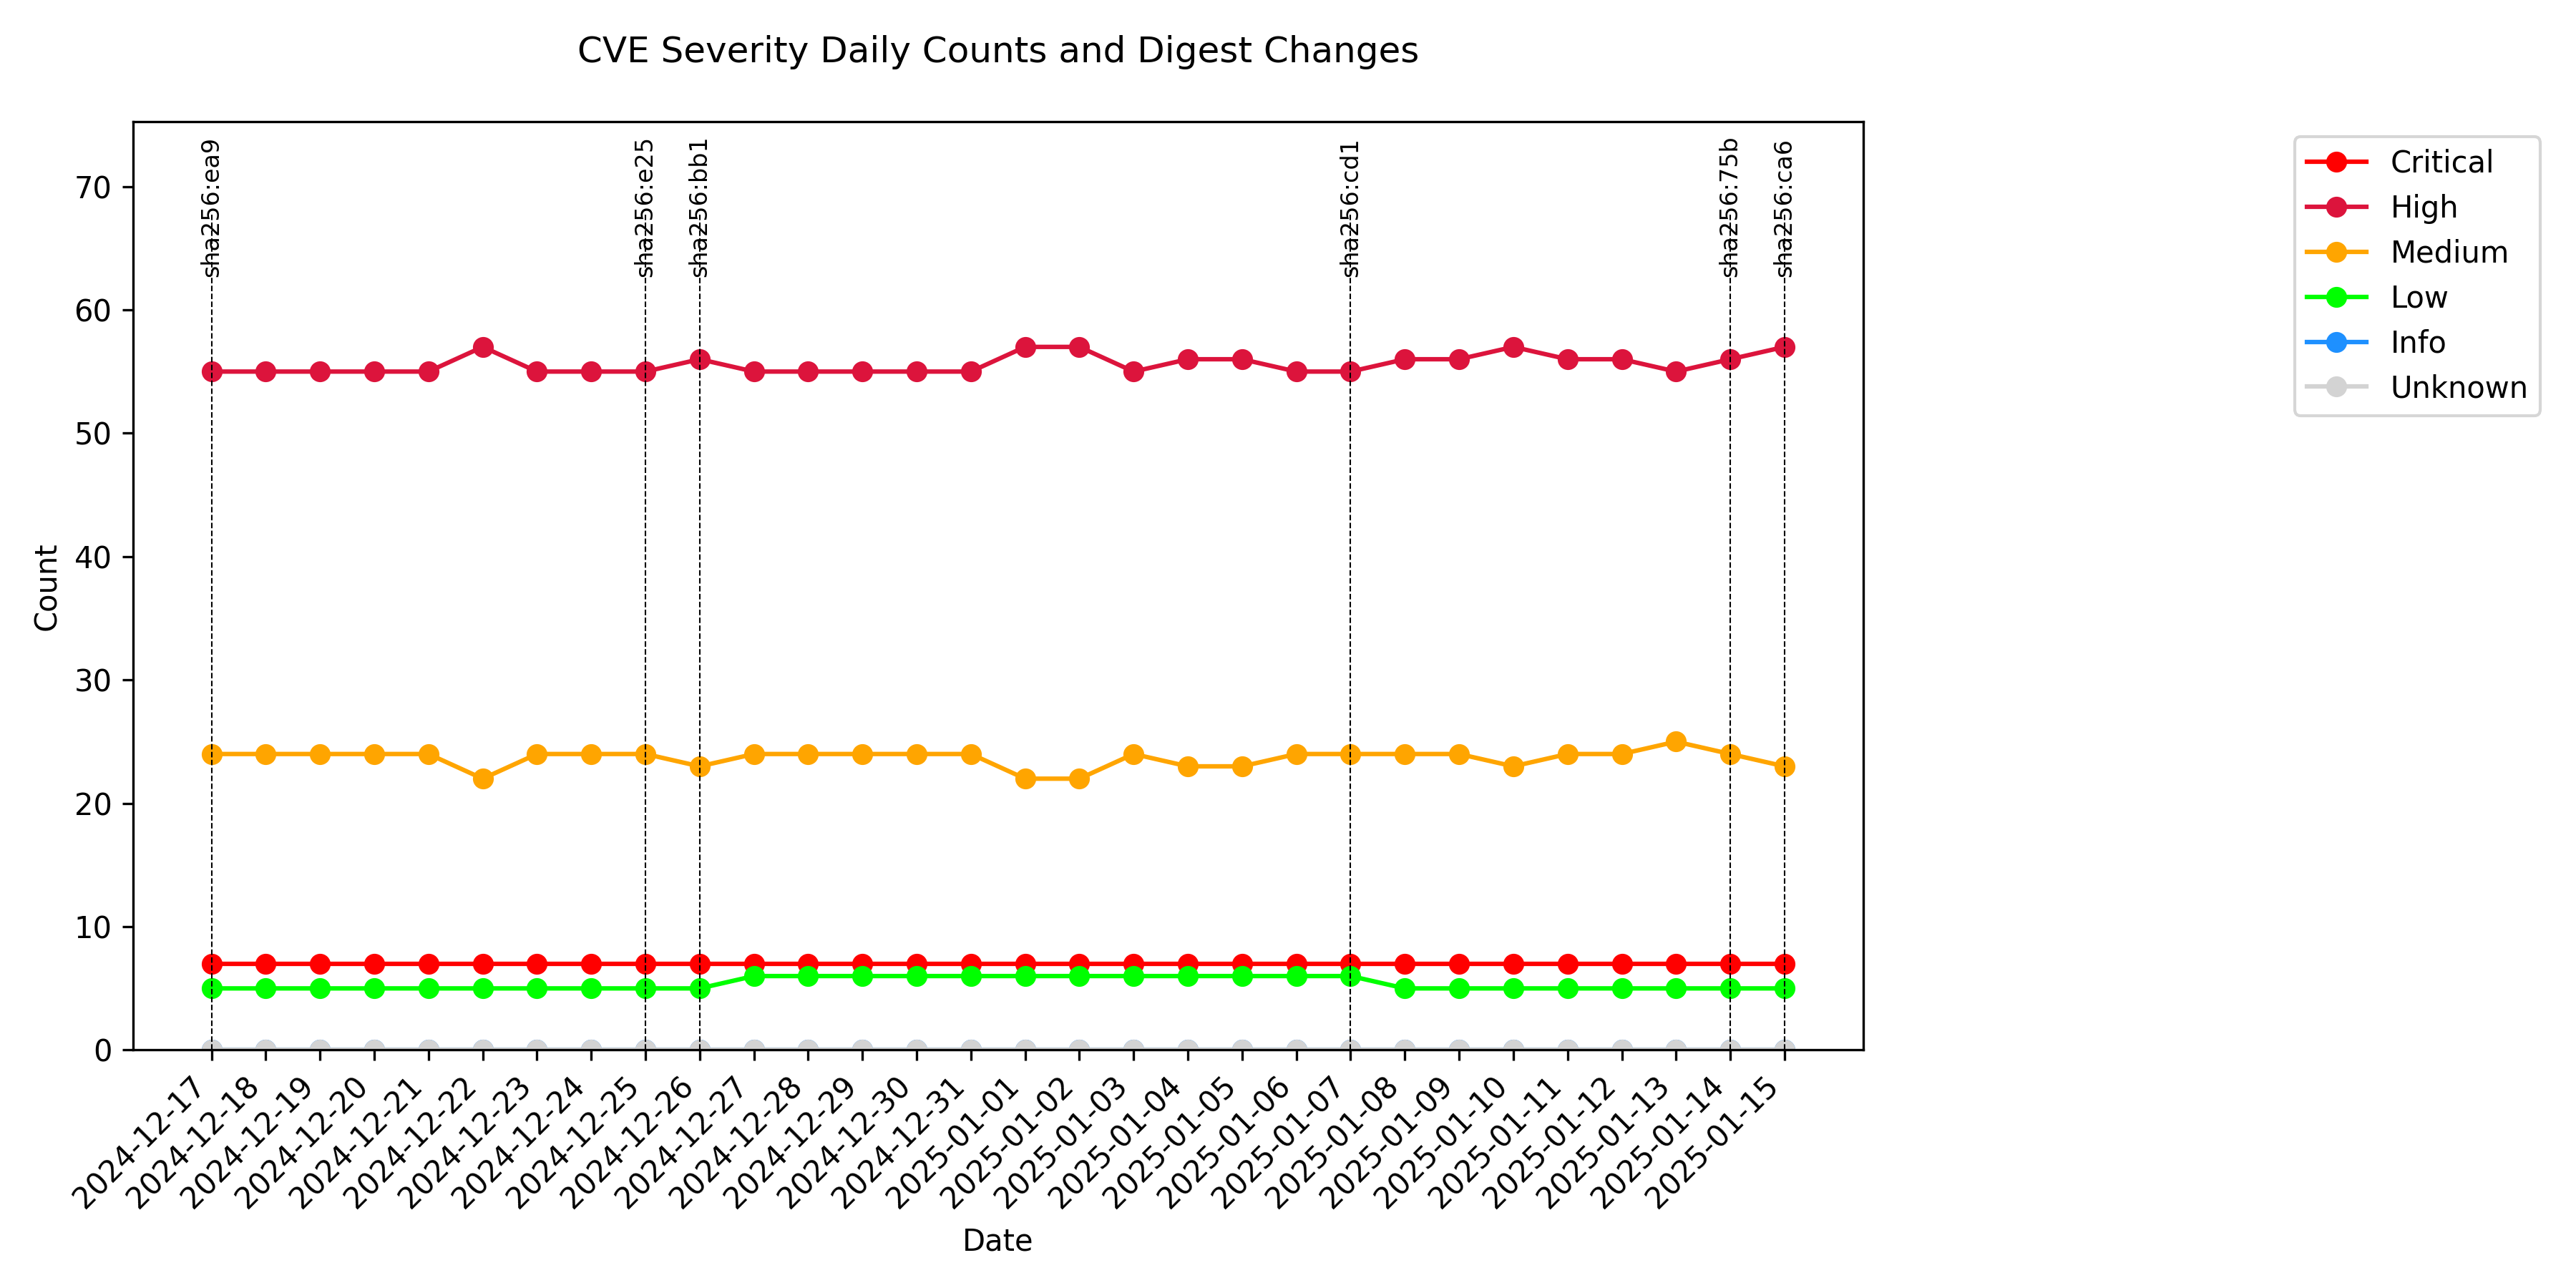 CVE Severity Daily Counts and Digest Changes
sha256:ea9
sha256:e25
sha256:bb1
sha256:cd1
sha256:75b
sha256:ca6
Critical
High
Medium
Low
Info
Unknown
Count
70
60
50
40
30
20
10
0
2024-12-17
2024-12-18
2024-12-19
2024-12-20
2024-12-21
2024-12-22
2024-12-23
2024-12-24
2024-12-25
2024-12-26
2024-12-27
2024-12-28
2024-12-29
2024-12-30
2024-12-31
2025-01-01
2025-01-02
2025-01-03
2025-01-04
2025-01-05
2025-01-06
2025-01-07
2025-01-08
2025-01-09
2025-01-10
2025-01-11
2025-01-12
2025-01-13
2025-01-14
2025-01-15
Date